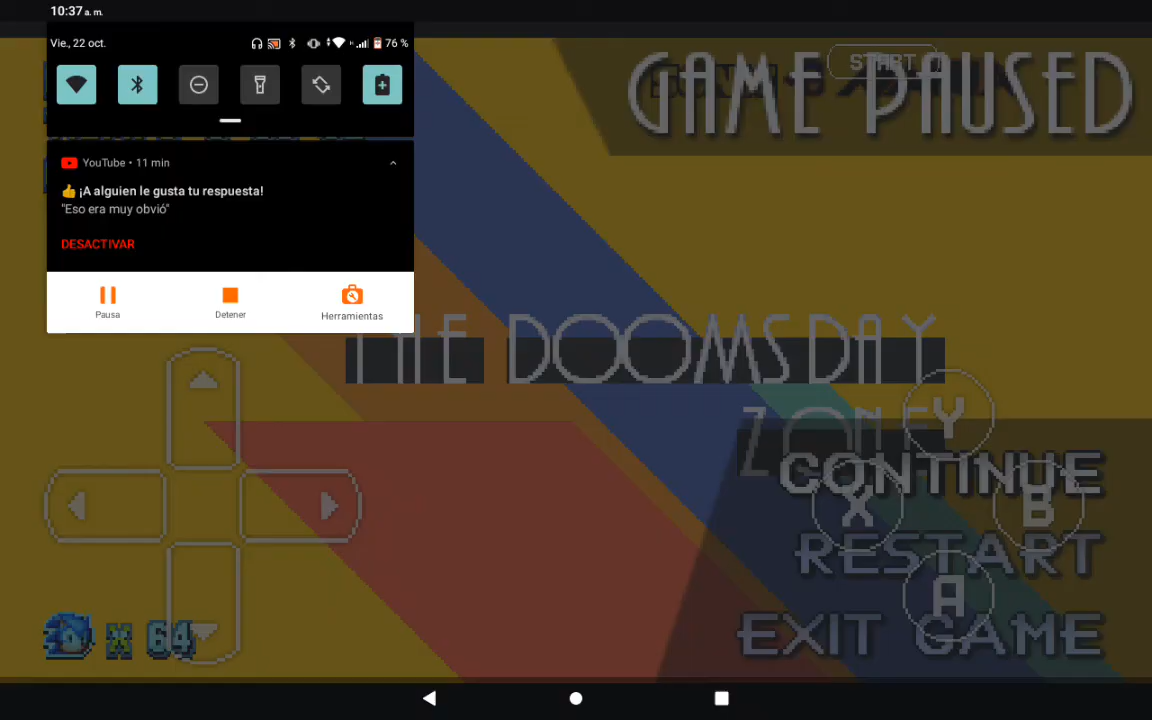 10:37 a. m.
Vie., 22 oct.
76 %
START
GAME PAUSED
YouTube • 11 min
👍 ¡A alguien le gusta tu respuesta!
"Eso era muy obvió"
DESACTIVAR
Pausa
Detener
Herramientas
THE DOOMSDAY
ZONE
Y
CONTINUE
X
B
RESTART
A
EXIT GAME
X 64